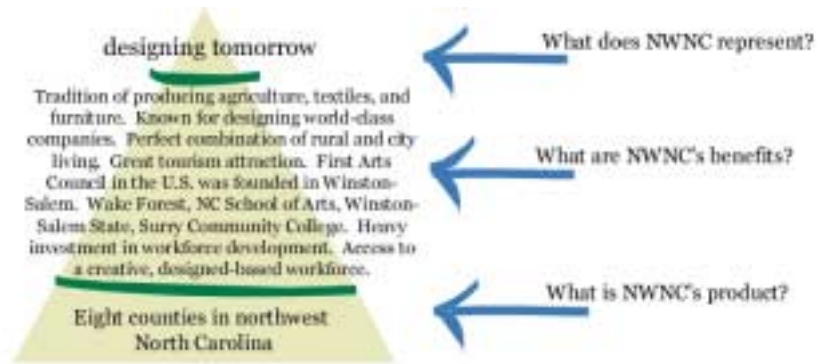 designing tomorrow
What does NWNC represent?
Tradition of producing agriculture, textiles, and
furniture. Known for designing world-class
companies. Perfect combination of rural and city
living. Great tourism attraction. First Arts
Council in the U.S. was founded in Winston-
Salem. Wake Forest, NC School of Arts, Winston-
Salem State, Surry Community College. Heavy
investment in workforce development. Access to
a creative, designed-based workforce.
What are NWNC's benefits?
Eight counties in northwest
North Carolina
What is NWNC's product?